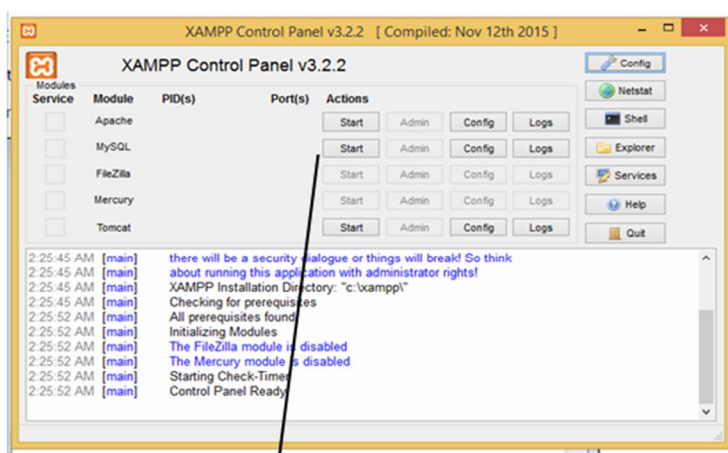 XAMPP Control Panel v3.2.2 [ Compiled: Nov 12th 2015 ]
XAMPP Control Panel v3.2.2
Config
Modules
Service Module PID(s) Port(s) Actions
Netstat
Apache Start Admin Config Logs
Shell
MySQL Start Admin Config Logs
Explorer
FileZilla Start Admin Config Logs
Services
Mercury Start Admin Config Logs
Help
Tomcat Start Admin Config Logs
Quit
2:25:45 AM [main] there will be a security dialogue or things will break! So think
2:25:45 AM [main] about running this application with administrator rights!
2:25:45 AM [main] XAMPP Installation Directory: "c:\xampp\"
2:25:45 AM [main] Checking for prerequisites
2:25:52 AM [main] All prerequisites found
2:25:52 AM [main] Initializing Modules
2:25:52 AM [main] The FileZilla module is disabled
2:25:52 AM [main] The Mercury module is disabled
2:25:52 AM [main] Starting Check-Timer
2:25:52 AM [main] Control Panel Ready